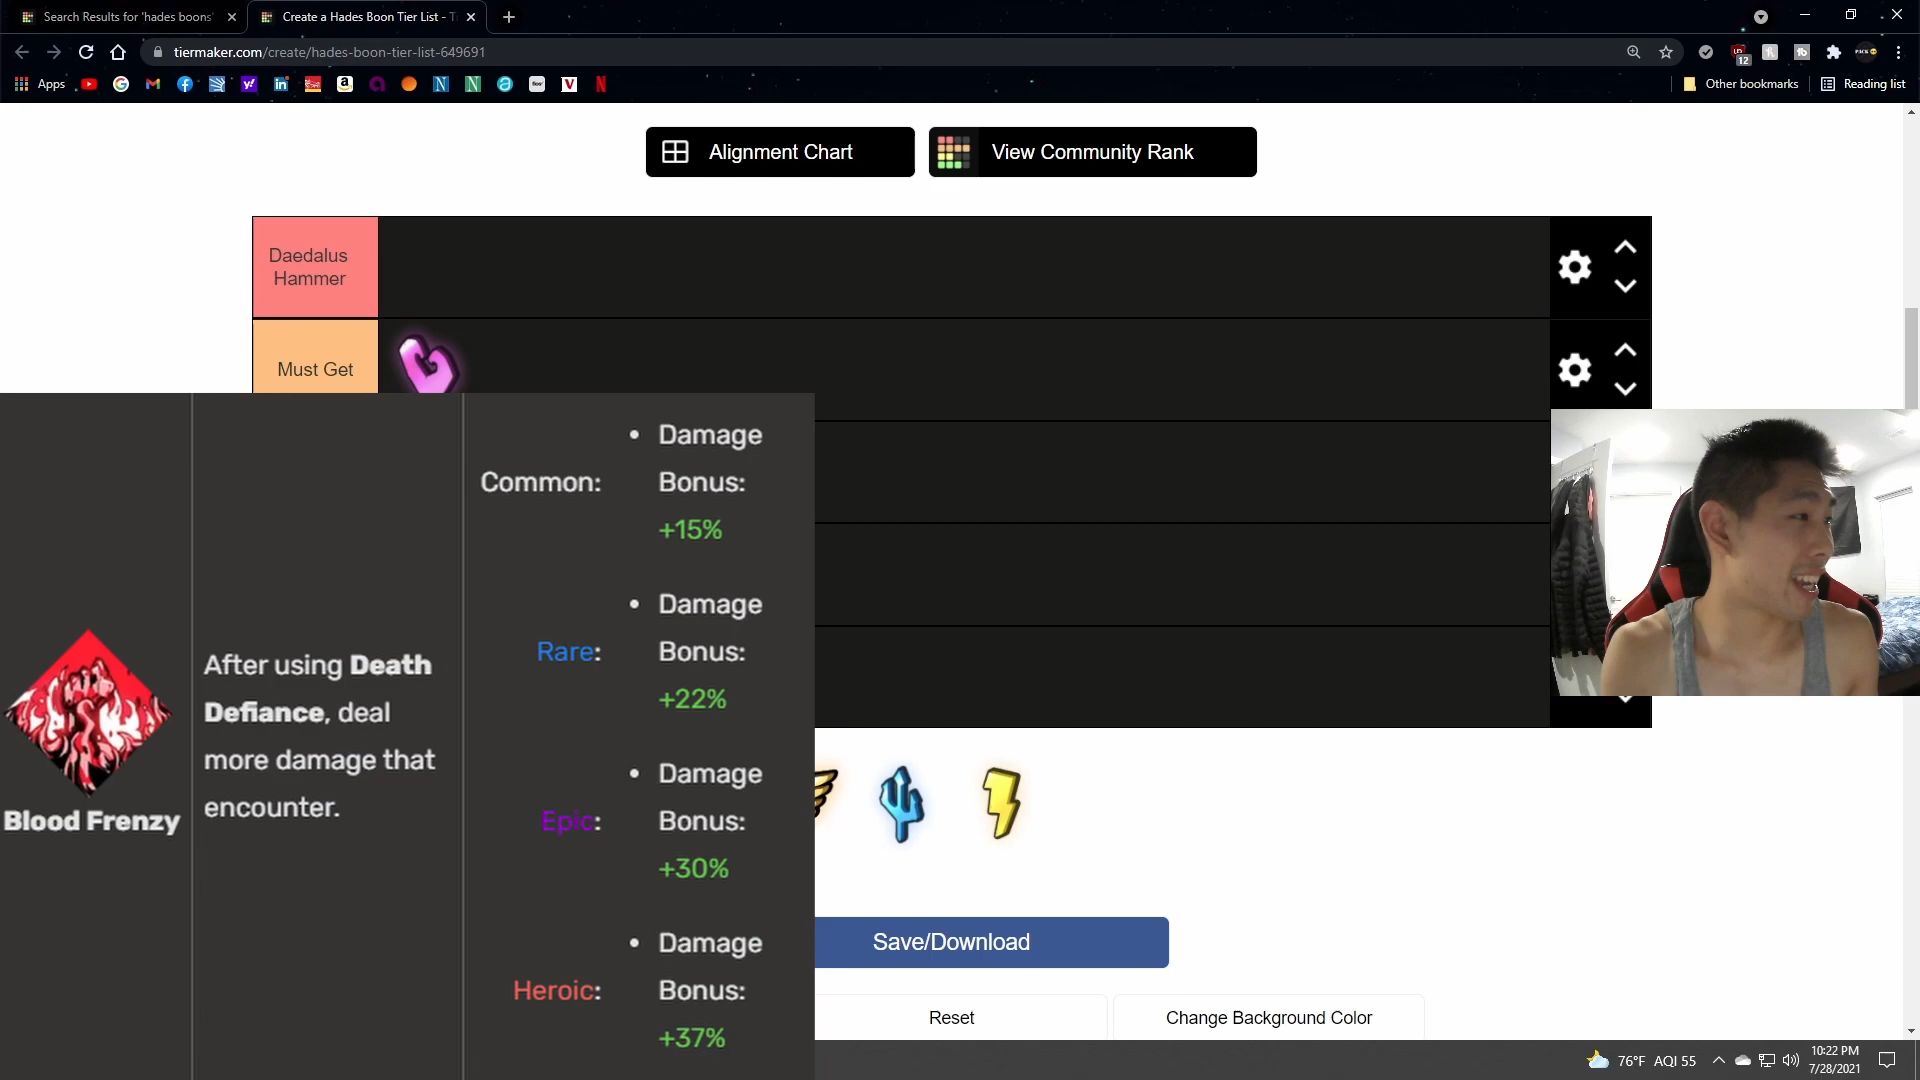 Search Results for 'hades boons'
Create a Hades Boon Tier List - T
tiermaker.com/create/hades-boon-tier-list-649691
12
Apps
Other bookmarks
Reading list
Alignment Chart
View Community Rank
Daedalus
Hammer
Must Get
Blood Frenzy
After using Death
Defiance, deal
more damage that
encounter.
Common:
Damage
Bonus:
+15%
Rare:
Damage
Bonus:
+22%
Epic:
Damage
Bonus:
+30%
Heroic:
Damage
Bonus:
+37%
Save/Download
Reset
Change Background Color
76°F AQI 55
10:22 PM
7/28/2021